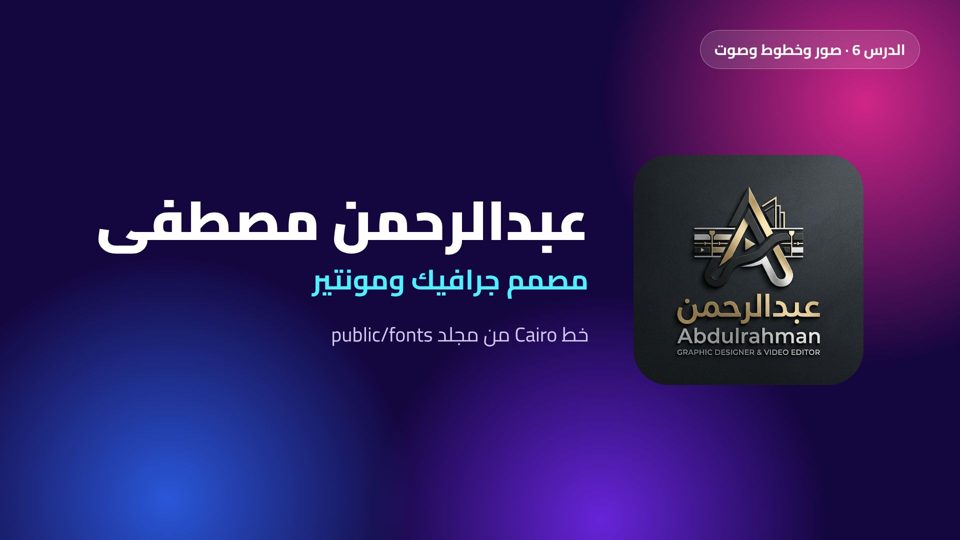 الدرس 6 · صور وخطوط وصوت
عبدالرحمن
Abdulrahman
GRAPHIC DESIGNER & VIDEO EDITOR
عبدالرحمن مصطفى
مصمم جرافيك ومونتير
خط Cairo من مجلد public/fonts